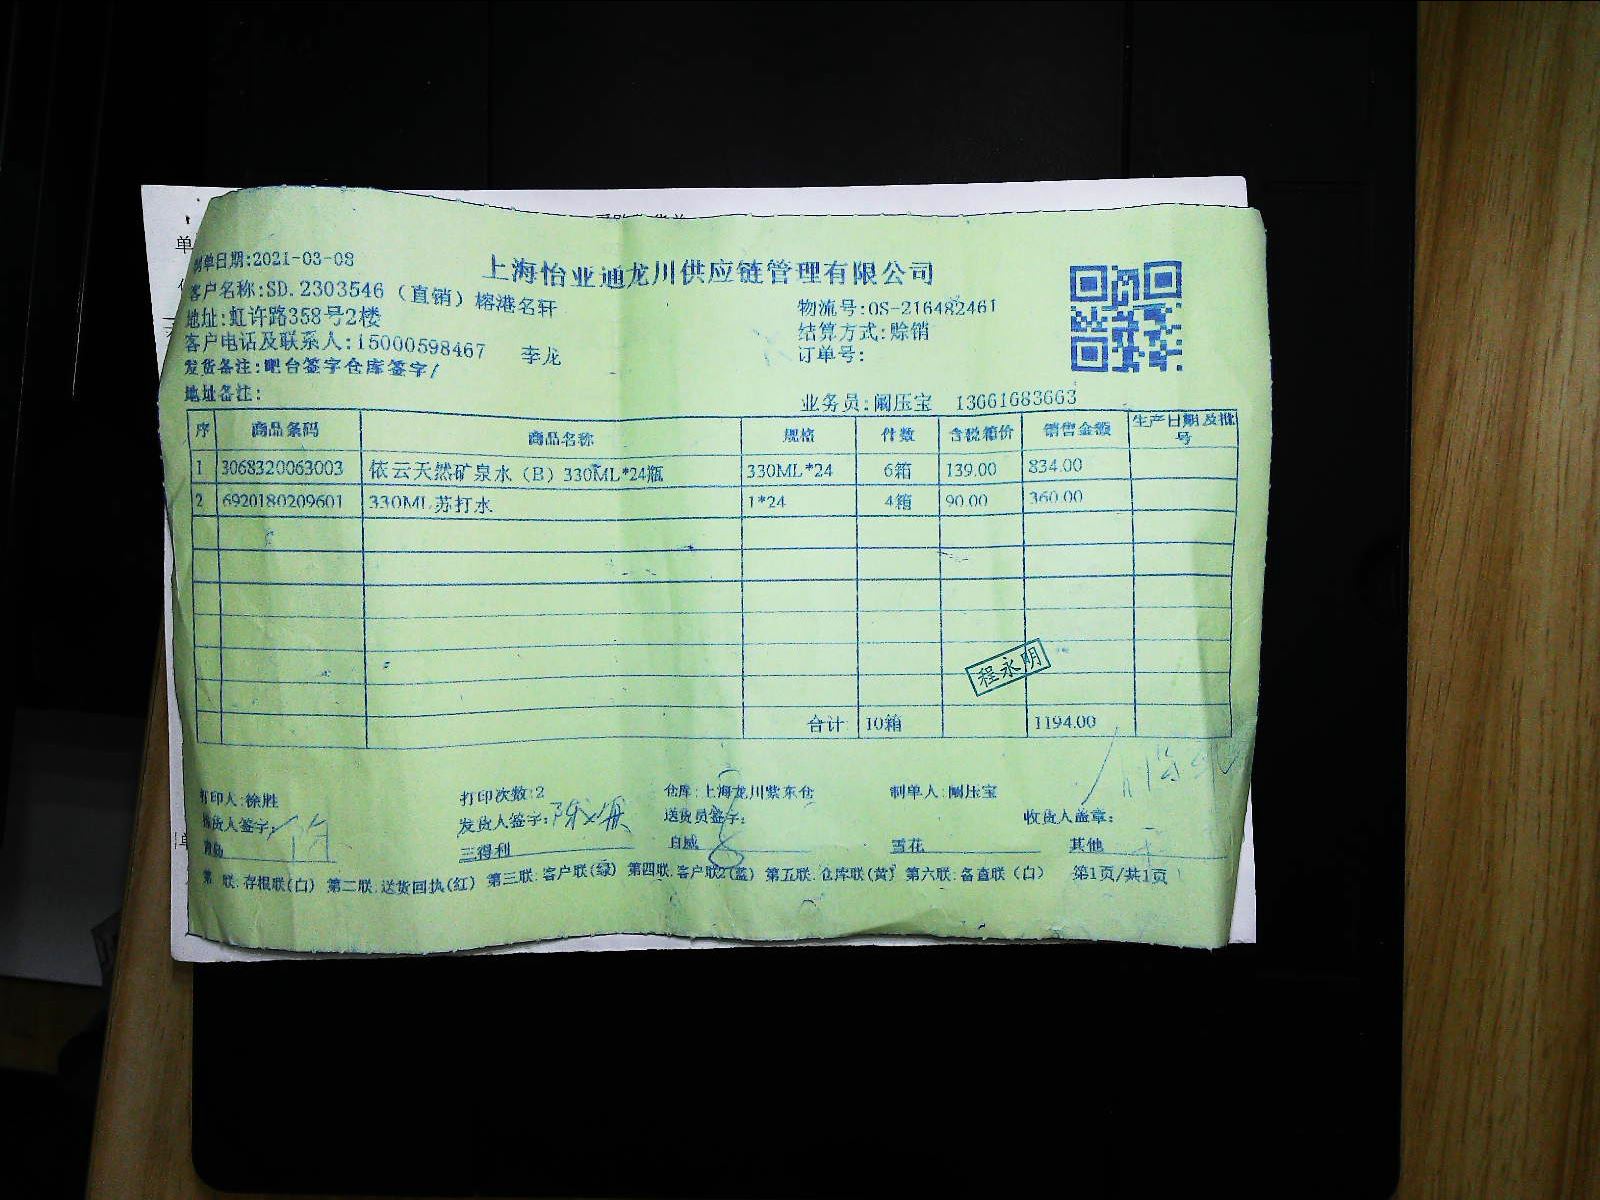 制单日期:2021-03-08
上海怡亚通龙川供应链管理有限公司
客户名称:SD.2303546（直销）榕港名轩
物流号:OS-216482461
地址:虹许路358号2楼
结算方式:赊销
客户电话及联系人:15000598467 李龙
订单号:
发货备注:吧台签字仓库签字/
地址备注:
业务员:阚压宝 13661683663
序 商品条码 商品名称 规格 件数 含税箱价 销售金额 生产日期及批号
1 3068320063003 依云天然矿泉水（B）330ML*24瓶 330ML*24 6箱 139.00 834.00
2 6920180209601 330ML苏打水 1*24 4箱 90.00 360.00
程永明
合计 10箱 1194.00
打印人:徐胜 打印次数:2 仓库:上海龙川紫东仓 制单人:阚压宝
发货人签字: 送货员签字: 收货人盖章:
三得利 百威 雪花 其他
第 联:存根联(白) 第二联:送货回执(红) 第三联:客户联(绿) 第四联:客户联2(蓝) 第五联:仓库联(黄) 第六联:备查联（白） 第1页/共1页